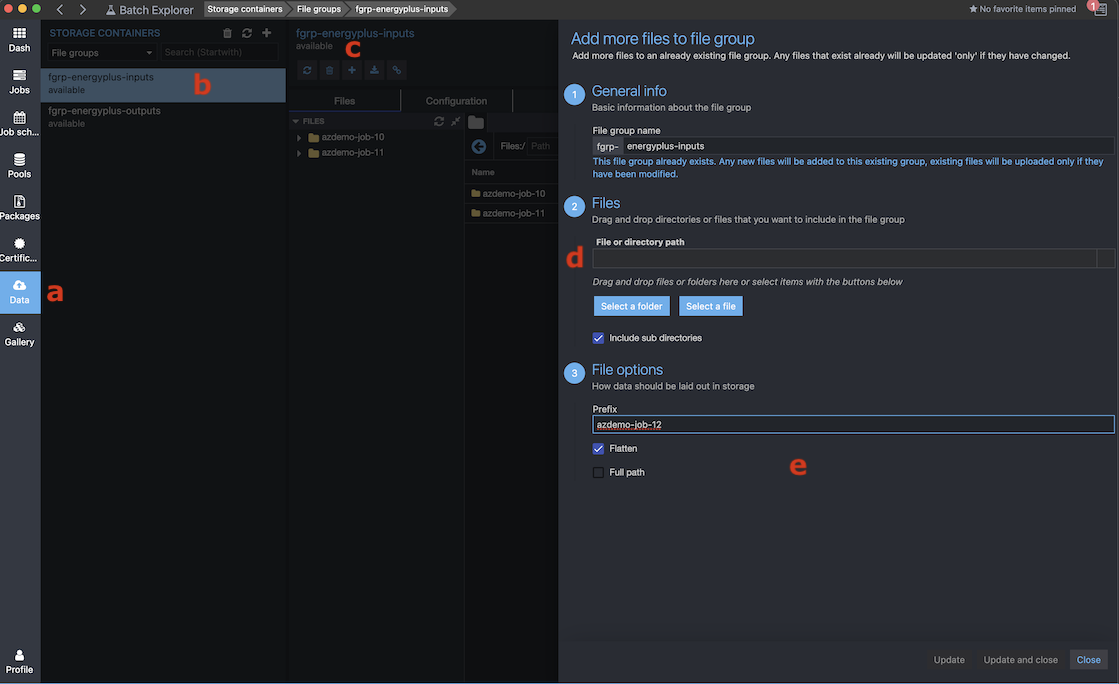 Batch Explorer
Storage containers
File groups
fgrp-energyplus-inputs
No favorite items pinned
1
Dash
Jobs
Job sch...
Pools
Packages
Certific...
Data
Gallery
Profile
a
STORAGE CONTAINERS
File groups
Search (Startwith)
fgrp-energyplus-inputs
available
b
fgrp-energyplus-outputs
available
fgrp-energyplus-inputs
available
c
Files
Configuration
FILES
azdemo-job-10
azdemo-job-11
Files:/ Path
Name
azdemo-job-10
azdemo-job-11
Add more files to file group
Add more files to an already existing file group. Any files that exist already will be updated 'only' if they have changed.
1
General info
Basic information about the file group
File group name
fgrp- energyplus-inputs
This file group already exists. Any new files will be added to this existing group, existing files will be uploaded only if they
have been modified.
2
Files
Drag and drop directories or files that you want to include in the file group
File or directory path
d
Drag and drop files or folders here or select items with the buttons below
Select a folder
Select a file
Include sub directories
3
File options
How data should be laid out in storage
Prefix
azdemo-job-12
Flatten
e
Full path
Update
Update and close
Close